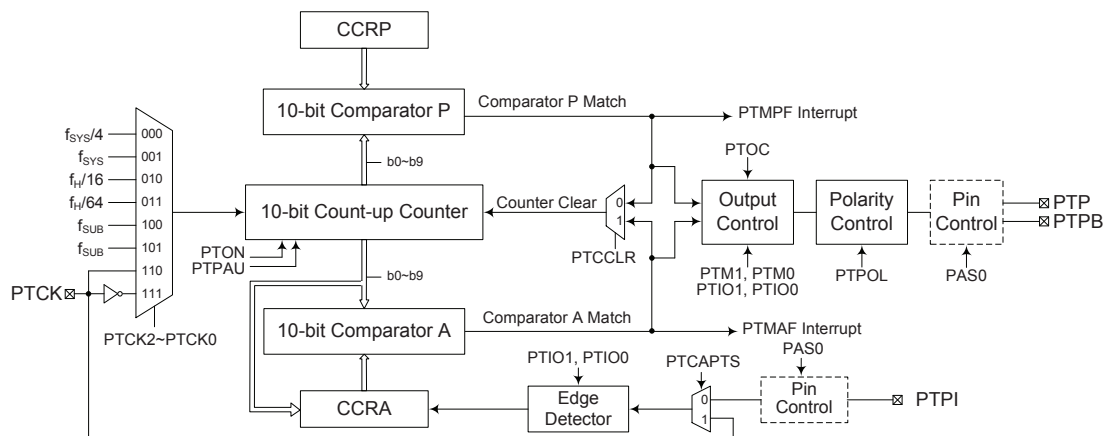 CCRP
10-bit Comparator P
Comparator P Match
PTMPF Interrupt
b0~b9
fSYS/4
000
fSYS
001
fH/16
010
fH/64
011
fSUB
100
fSUB
101
110
111
PTCK
PTCK2~PTCK0
10-bit Count-up Counter
PTON
PTPAU
Counter Clear
0
1
PTCCLR
PTOC
Output
Control
PTM1, PTM0
PTIO1, PTIO0
Polarity
Control
PTPOL
Pin
Control
PAS0
PTP
PTPB
b0~b9
10-bit Comparator A
Comparator A Match
PTMAF Interrupt
CCRA
PTIO1, PTIO0
Edge
Detector
PTCAPTS
0
1
PAS0
Pin
Control
PTPI